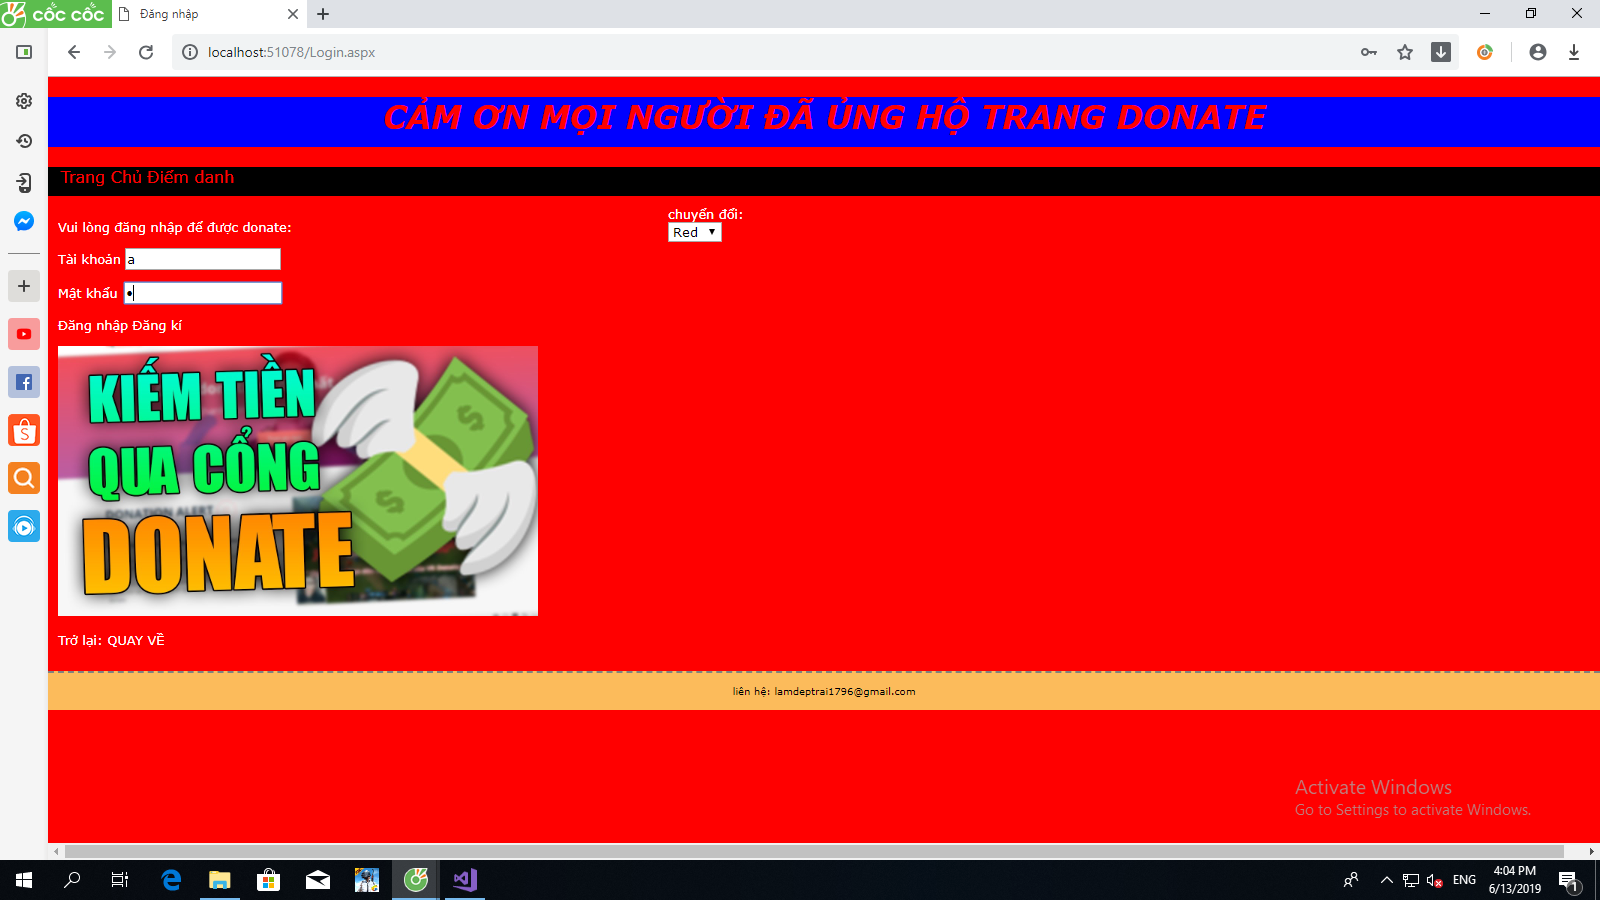 cốc cốc
Đăng nhập
localhost:51078/Login.aspx
CẢM ƠN MỌI NGƯỜI ĐÃ ỦNG HỘ TRANG DONATE
Trang Chủ Điểm danh
chuyển đổi:
Red
Vui lòng đăng nhập để được donate:
Tài khoản a
Mật khẩu •
Đăng nhập Đăng kí
KIẾM TIỀN
QUA CỔNG
DONATION ALERT
DONATE
Trở lại: QUAY VỀ
liên hệ: lamdeptrai1796@gmail.com
Activate Windows
Go to Settings to activate Windows.
ENG
4:04 PM
6/13/2019
1